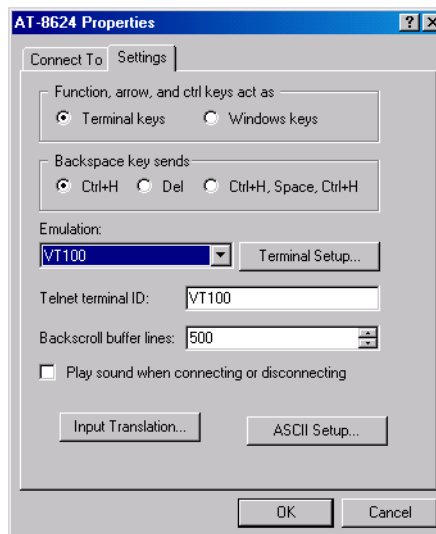 AT-8624 Properties
Connect To Settings
Function, arrow, and ctrl keys act as
Terminal keys Windows keys
Backspace key sends
Ctrl+H Del Ctrl+H, Space, Ctrl+H
Emulation:
VT100 Terminal Setup...
Telnet terminal ID: VT100
Backscroll buffer lines: 500
Play sound when connecting or disconnecting
Input Translation... ASCII Setup...
OK Cancel